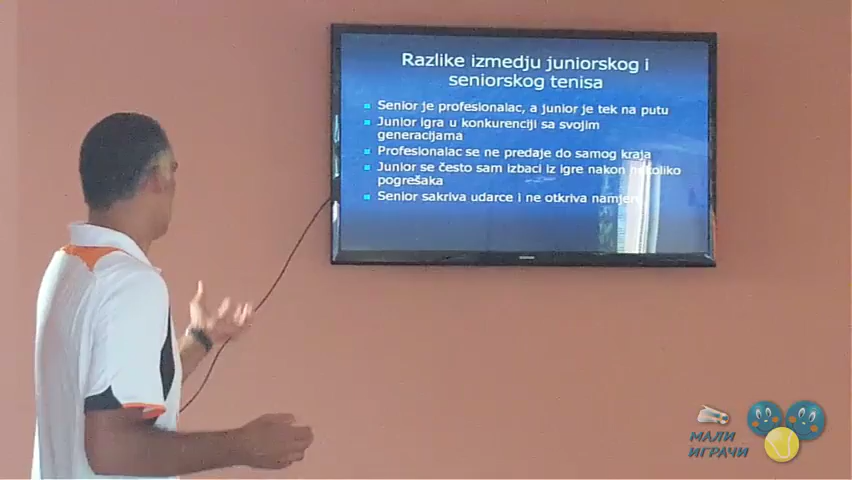 Razlike izmedju juniorskog i
seniorskog tenisa
Senior je profesionalac, a junior je tek na putu
Junior igra u konkurenciji sa svojim
generacijama
Profesionalac se ne predaje do samog kraja
Junior se često sam izbaci iz igre nakon nekoliko
pogrešaka
Senior sakriva udarce i ne otkriva namjere
МАЛИ
ИГРАЧИ